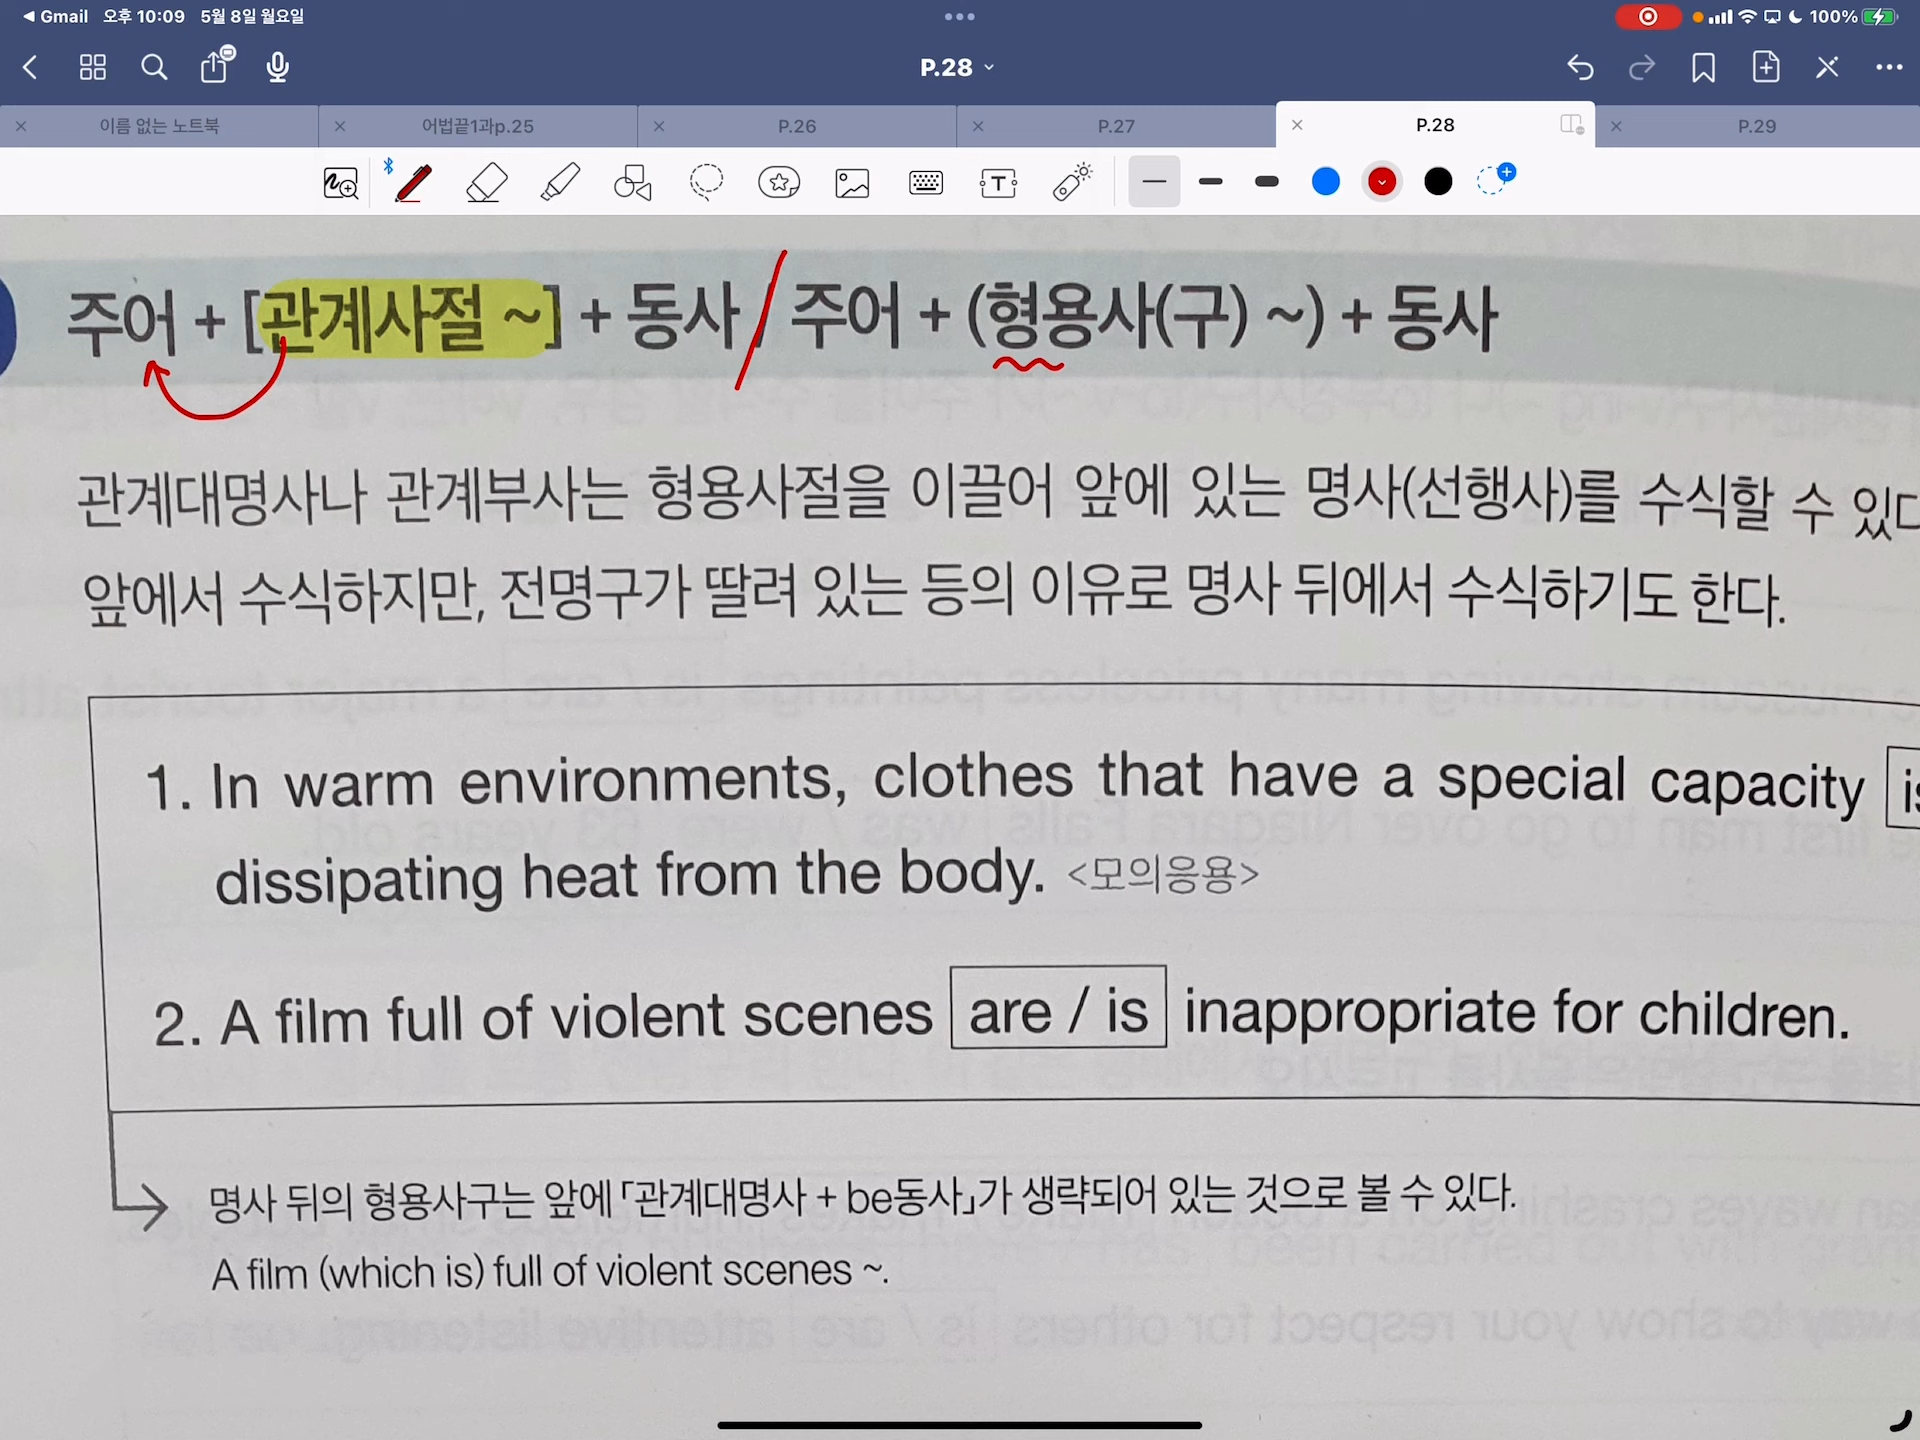 Gmail 오후 10:09 5월 8일 월요일
100%
P.28
이름 없는 노트북
어법끝1과p.25
P.26
P.27
P.28
P.29
주어 + [관계사절 ~] + 동사 / 주어 + (형용사(구) ~) + 동사
관계대명사나 관계부사는 형용사절을 이끌어 앞에 있는 명사(선행사)를 수식할 수 있
앞에서 수식하지만, 전명구가 딸려 있는 등의 이유로 명사 뒤에서 수식하기도 한다.
1. In warm environments, clothes that have a special capacity is
dissipating heat from the body. <모의응용>
2. A film full of violent scenes are / is inappropriate for children.
명사 뒤의 형용사구는 앞에 「관계대명사 + be동사」가 생략되어 있는 것으로 볼 수 있다.
A film (which is) full of violent scenes ~.